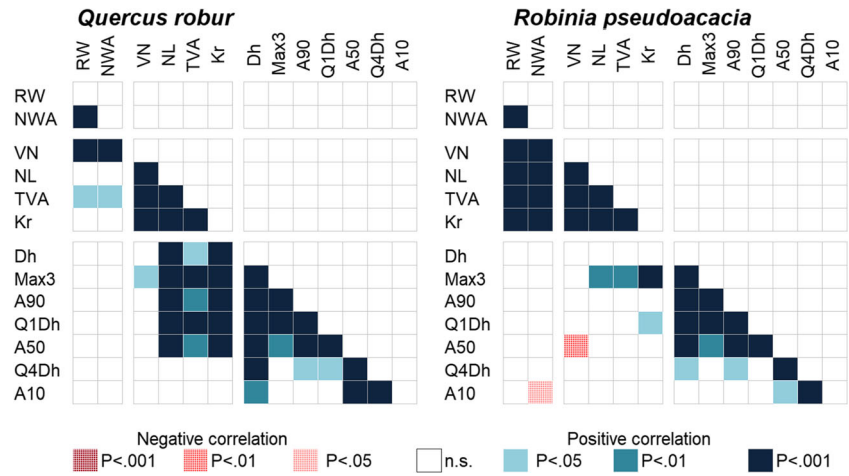 Quercus robur Robinia pseudoacacia
RW NWA VN NL TVA Kr Dh Max3 A90 Q1Dh A50 Q4Dh A10 RW NWA VN NL TVA Kr Dh Max3 A90 Q1Dh A50 Q4Dh A10
RW RW
NWA NWA
VN VN
NL NL
TVA TVA
Kr Kr
Dh Dh
Max3 Max3
A90 A90
Q1Dh Q1Dh
A50 A50
Q4Dh Q4Dh
A10 A10
Negative correlation Positive correlation
P<.001 P<.01 P<.05 n.s. P<.05 P<.01 P<.001